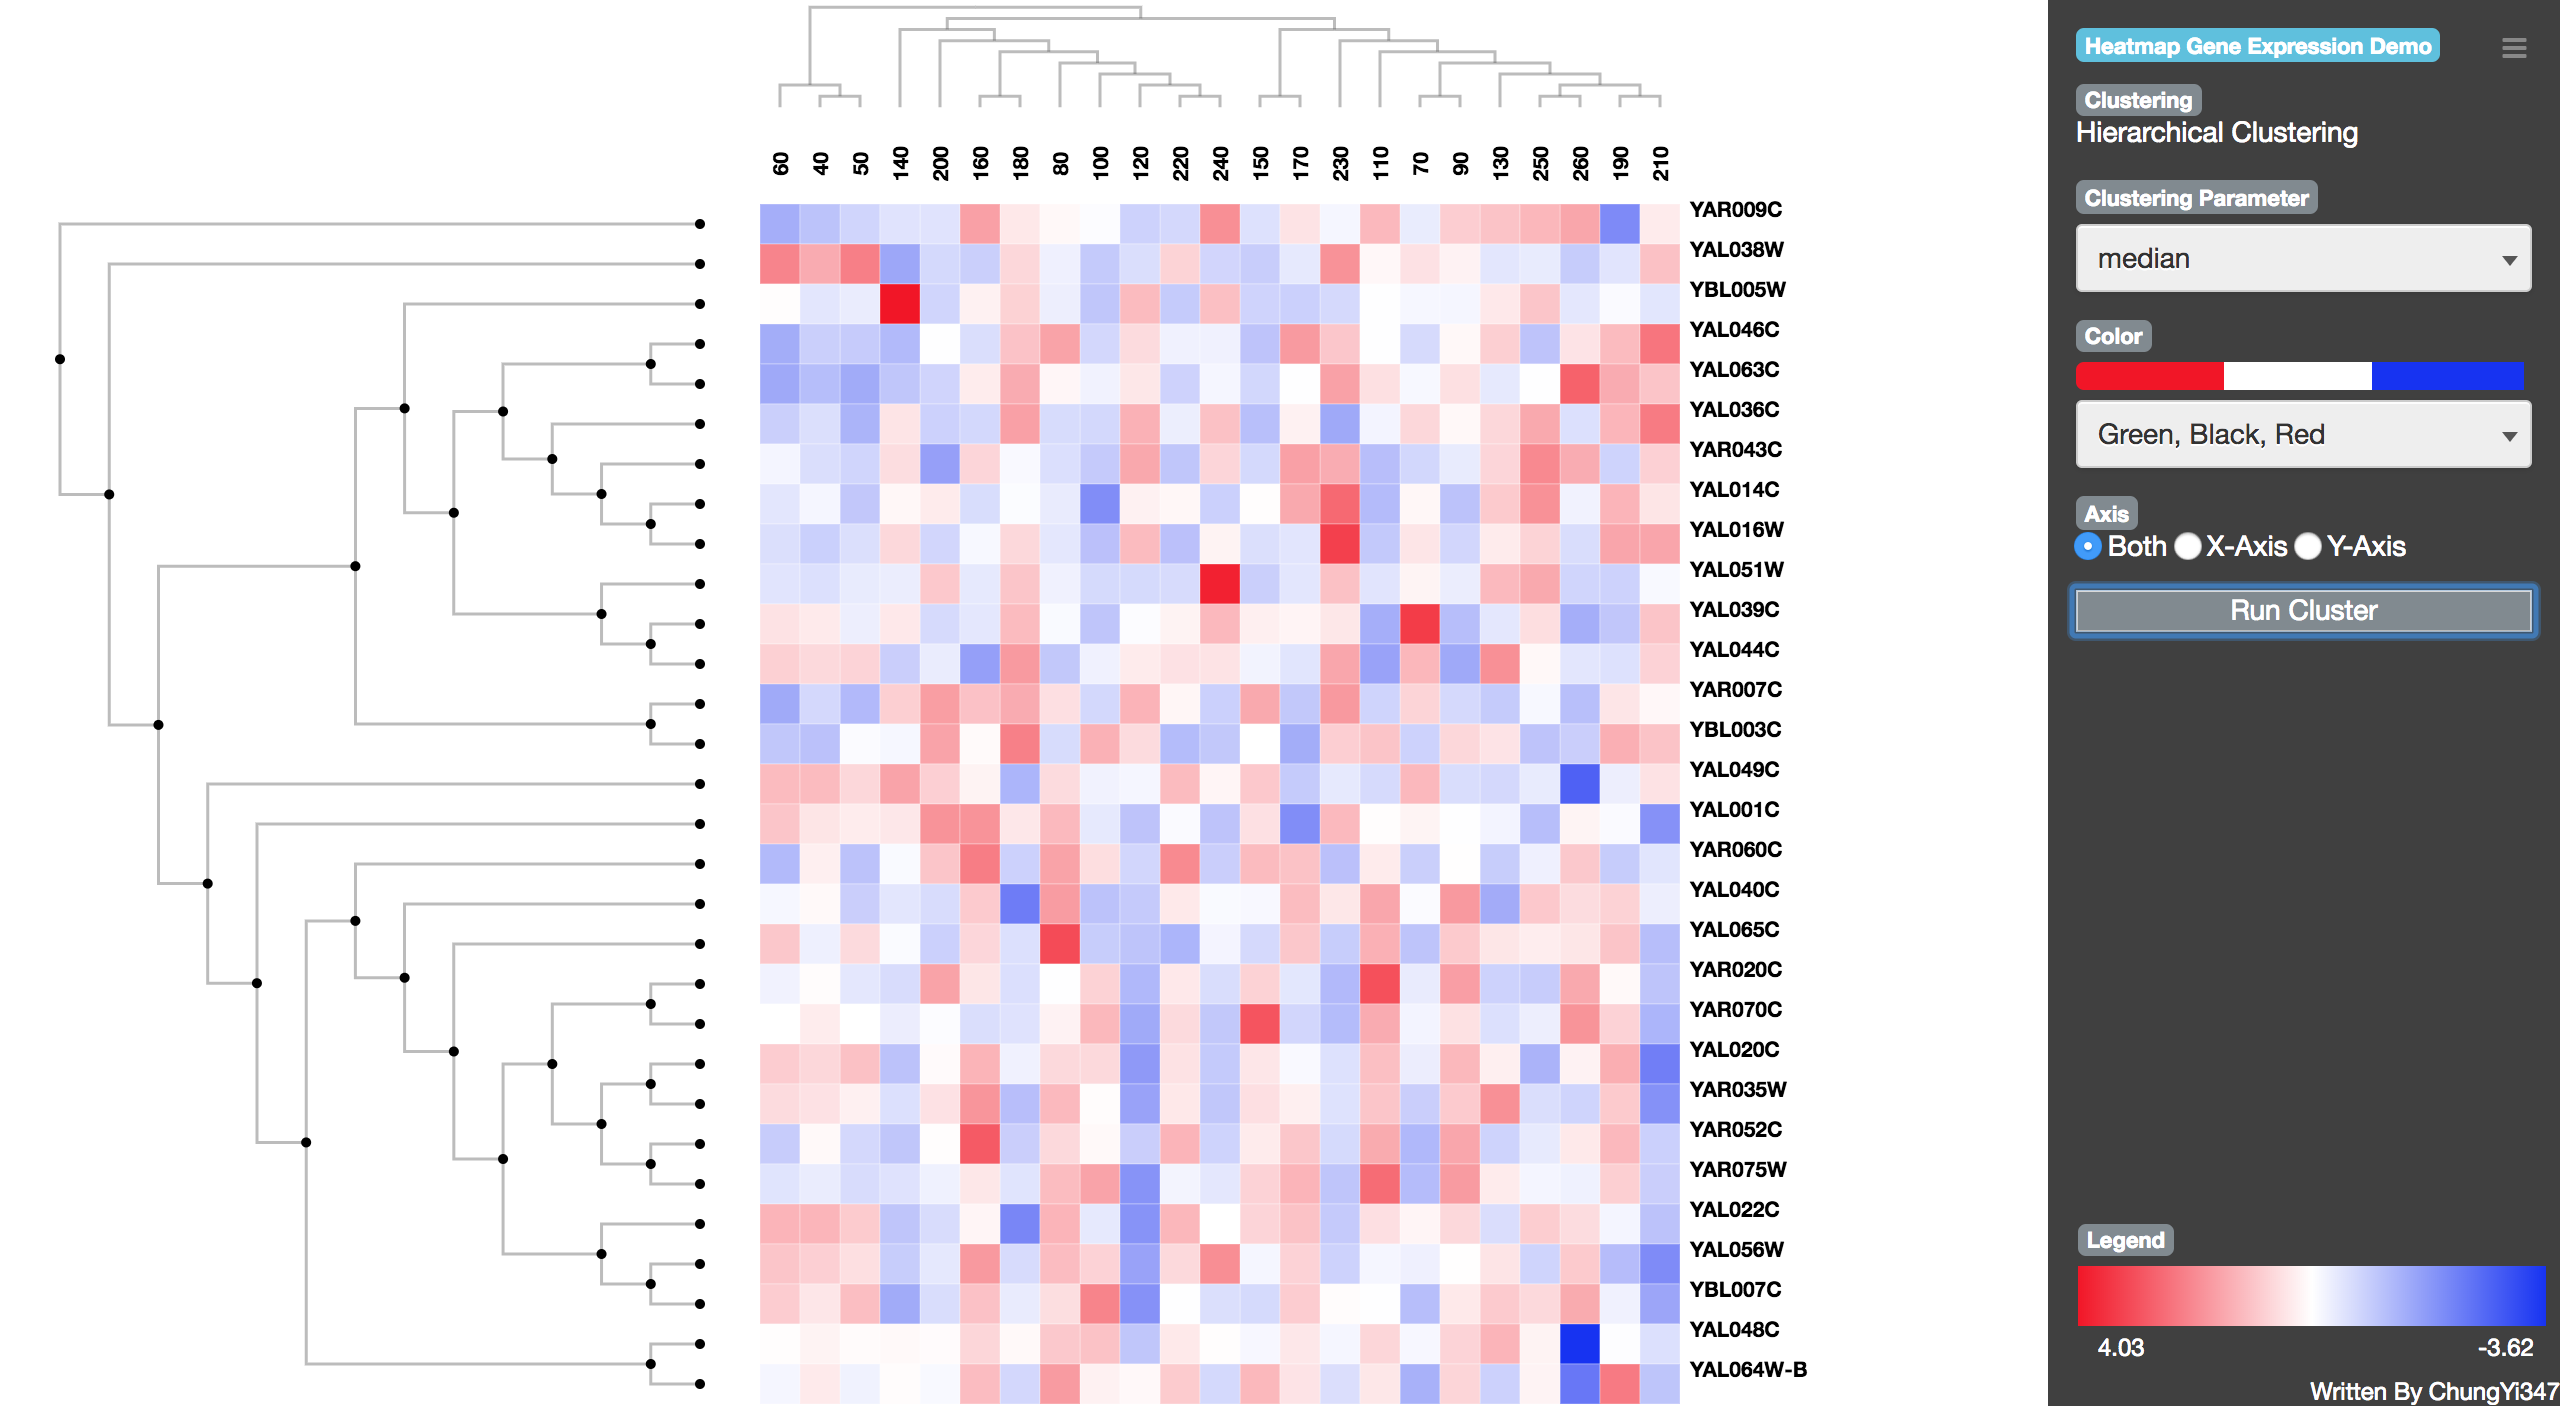 60 40 50 140 200 160 180 80 100 120 220 240 150 170 230 110 70 90 130 250 260 190 210
YAR009C
YAL038W
YBL005W
YAL046C
YAL063C
YAL036C
YAR043C
YAL014C
YAL016W
YAL051W
YAL039C
YAL044C
YAR007C
YBL003C
YAL049C
YAL001C
YAR060C
YAL040C
YAL065C
YAR020C
YAR070C
YAL020C
YAR035W
YAR052C
YAR075W
YAL022C
YAL056W
YBL007C
YAL048C
YAL064W-B
Heatmap Gene Expression Demo
Clustering
Hierarchical Clustering
Clustering Parameter
median
Color
Green, Black, Red
Axis
Both X-Axis Y-Axis
Run Cluster
Legend
4.03 -3.62
Written By ChungYi347